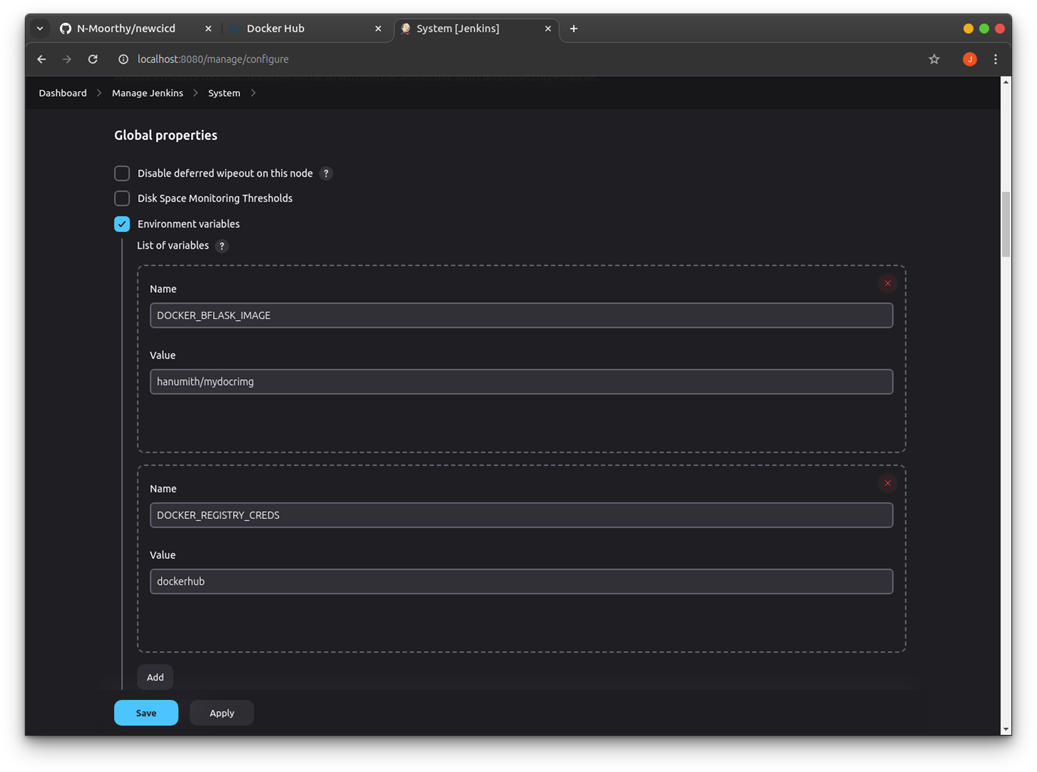 N-Moorthy/newcicd
Docker Hub
System [Jenkins]
localhost:8080/manage/configure
J
Dashboard > Manage Jenkins > System >
Global properties
Disable deferred wipeout on this node ?
Disk Space Monitoring Thresholds
Environment variables
List of variables ?
Name
DOCKER_BFLASK_IMAGE
Value
hanumith/mydocrimg
Name
DOCKER_REGISTRY_CREDS
Value
dockerhub
Add
Save Apply